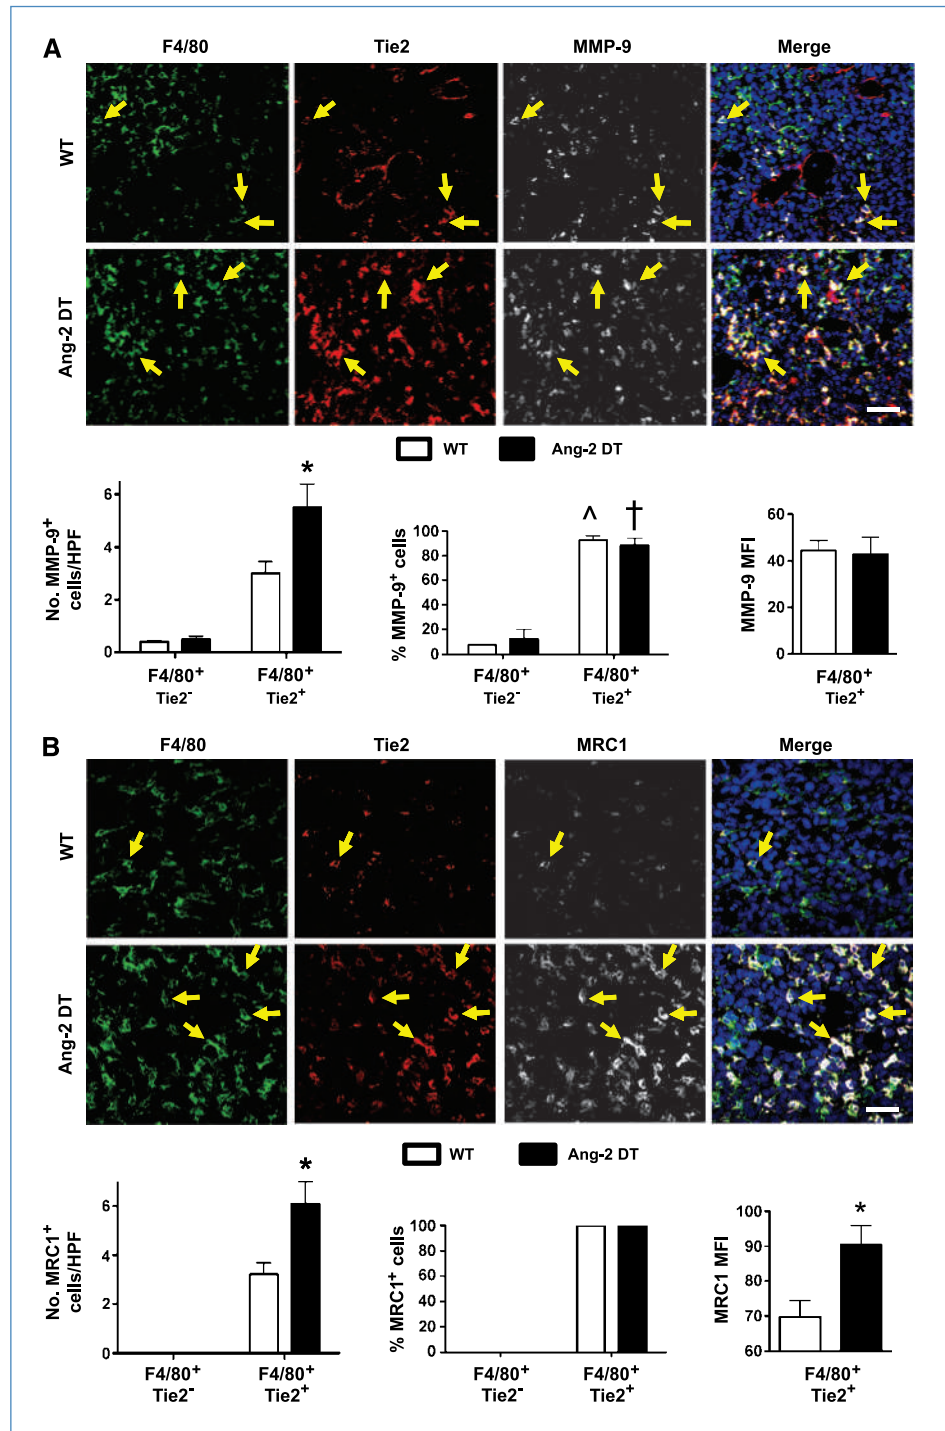 A
F4/80 Tie2 MMP-9 Merge
WT
Ang-2 DT
WT Ang-2 DT
No. MMP-9⁺
cells/HPF
6
4
2
0
*
F4/80⁺ F4/80⁺
Tie2⁻ Tie2⁺
% MMP-9⁺ cells
100
80
60
40
20
0
^ †
F4/80⁺ F4/80⁺
Tie2⁻ Tie2⁺
MMP-9 MFI
60
40
20
0
F4/80⁺
Tie2⁺
B
F4/80 Tie2 MRC1 Merge
WT
Ang-2 DT
WT Ang-2 DT
No. MRC1⁺
cells/HPF
6
4
2
0
*
F4/80⁺ F4/80⁺
Tie2⁻ Tie2⁺
% MRC1⁺ cells
100
80
60
40
20
0
F4/80⁺ F4/80⁺
Tie2⁻ Tie2⁺
MRC1 MFI
100
90
80
70
60
*
F4/80⁺
Tie2⁺